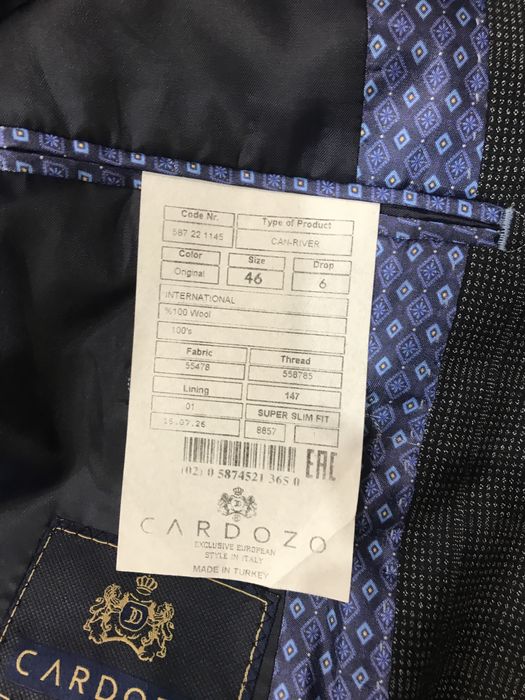 Code Nr.
Type of Product
587 22 1145
CAN-RIVER
Color
Size
Drop
Original
46
6
INTERNATIONAL
%100 Wool
100's
Fabric
Thread
55478
558785
Lining
147
01
SUPER SLIM FIT
15.07.26
8857
(02) 0 5874521 365 0
EAC
CARDOZO
EXCLUSIVE EUROPEAN
STYLE IN ITALY
MADE IN TURKEY
CARDOZO